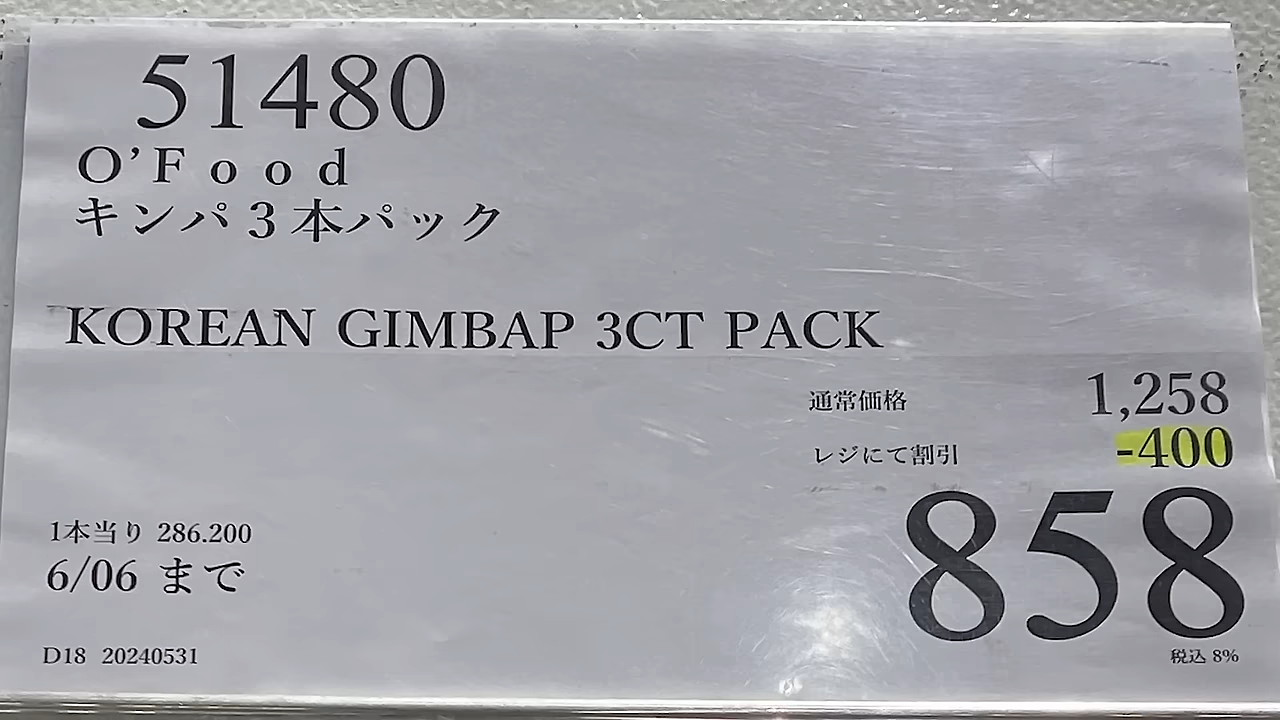 51480
O’Food
キンパ３本パック
KOREAN GIMBAP 3CT PACK
通常価格 1,258
レジにて割引 -400
858
1本当り 286.200
6/06 まで
D18 20240531
税込 8%